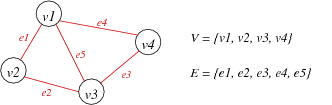 v1
e4
e1
v4
V = {v1, v2, v3, v4}
e5
v2
e3
E = {e1, e2, e3, e4, e5}
e2
v3